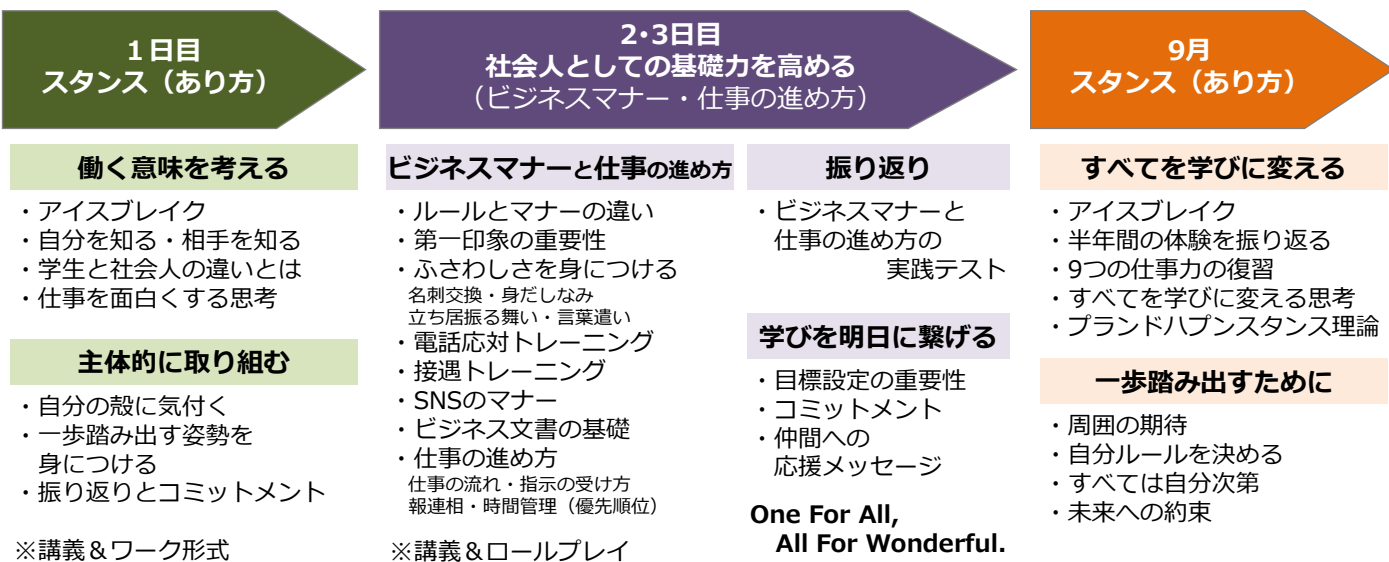 1日目
スタンス（あり方）
2･3日目
社会人としての基礎力を高める
（ビジネスマナー・仕事の進め方）
9月
スタンス（あり方）
働く意味を考える
・アイスブレイク
・自分を知る・相手を知る
・学生と社会人の違いとは
・仕事を面白くする思考
主体的に取り組む
・自分の殻に気付く
・一歩踏み出す姿勢を
身につける
・振り返りとコミットメント
※講義＆ワーク形式
ビジネスマナーと仕事の進め方
・ルールとマナーの違い
・第一印象の重要性
・ふさわしさを身につける
名刺交換・身だしなみ
立ち居振る舞い・言葉遣い
・電話応対トレーニング
・接遇トレーニング
・SNSのマナー
・ビジネス文書の基礎
・仕事の進め方
仕事の流れ・指示の受け方
報連相・時間管理（優先順位）
※講義＆ロールプレイ
振り返り
・ビジネスマナーと
仕事の進め方の
実践テスト
学びを明日に繋げる
・目標設定の重要性
・コミットメント
・仲間への
応援メッセージ
One For All,
All For Wonderful.
すべてを学びに変える
・アイスブレイク
・半年間の体験を振り返る
・9つの仕事力の復習
・すべてを学びに変える思考
・プランドハプンスタンス理論
一歩踏み出すために
・周囲の期待
・自分ルールを決める
・すべては自分次第
・未来への約束